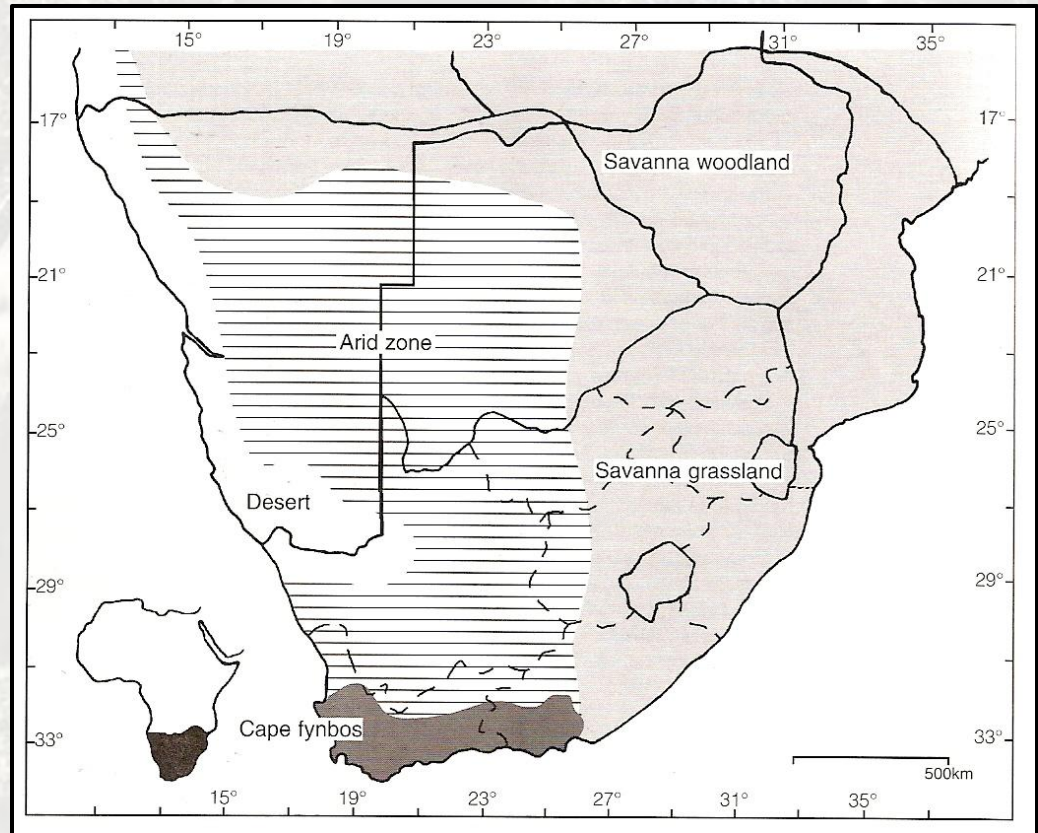 15° 19° 23° 27° 31° 35°
17° 17°
Savanna woodland
21° 21°
Arid zone
25° 25°
Savanna grassland
Desert
29° 29°
Cape fynbos
33° 33°
500km
15° 19° 23° 27° 31° 35°